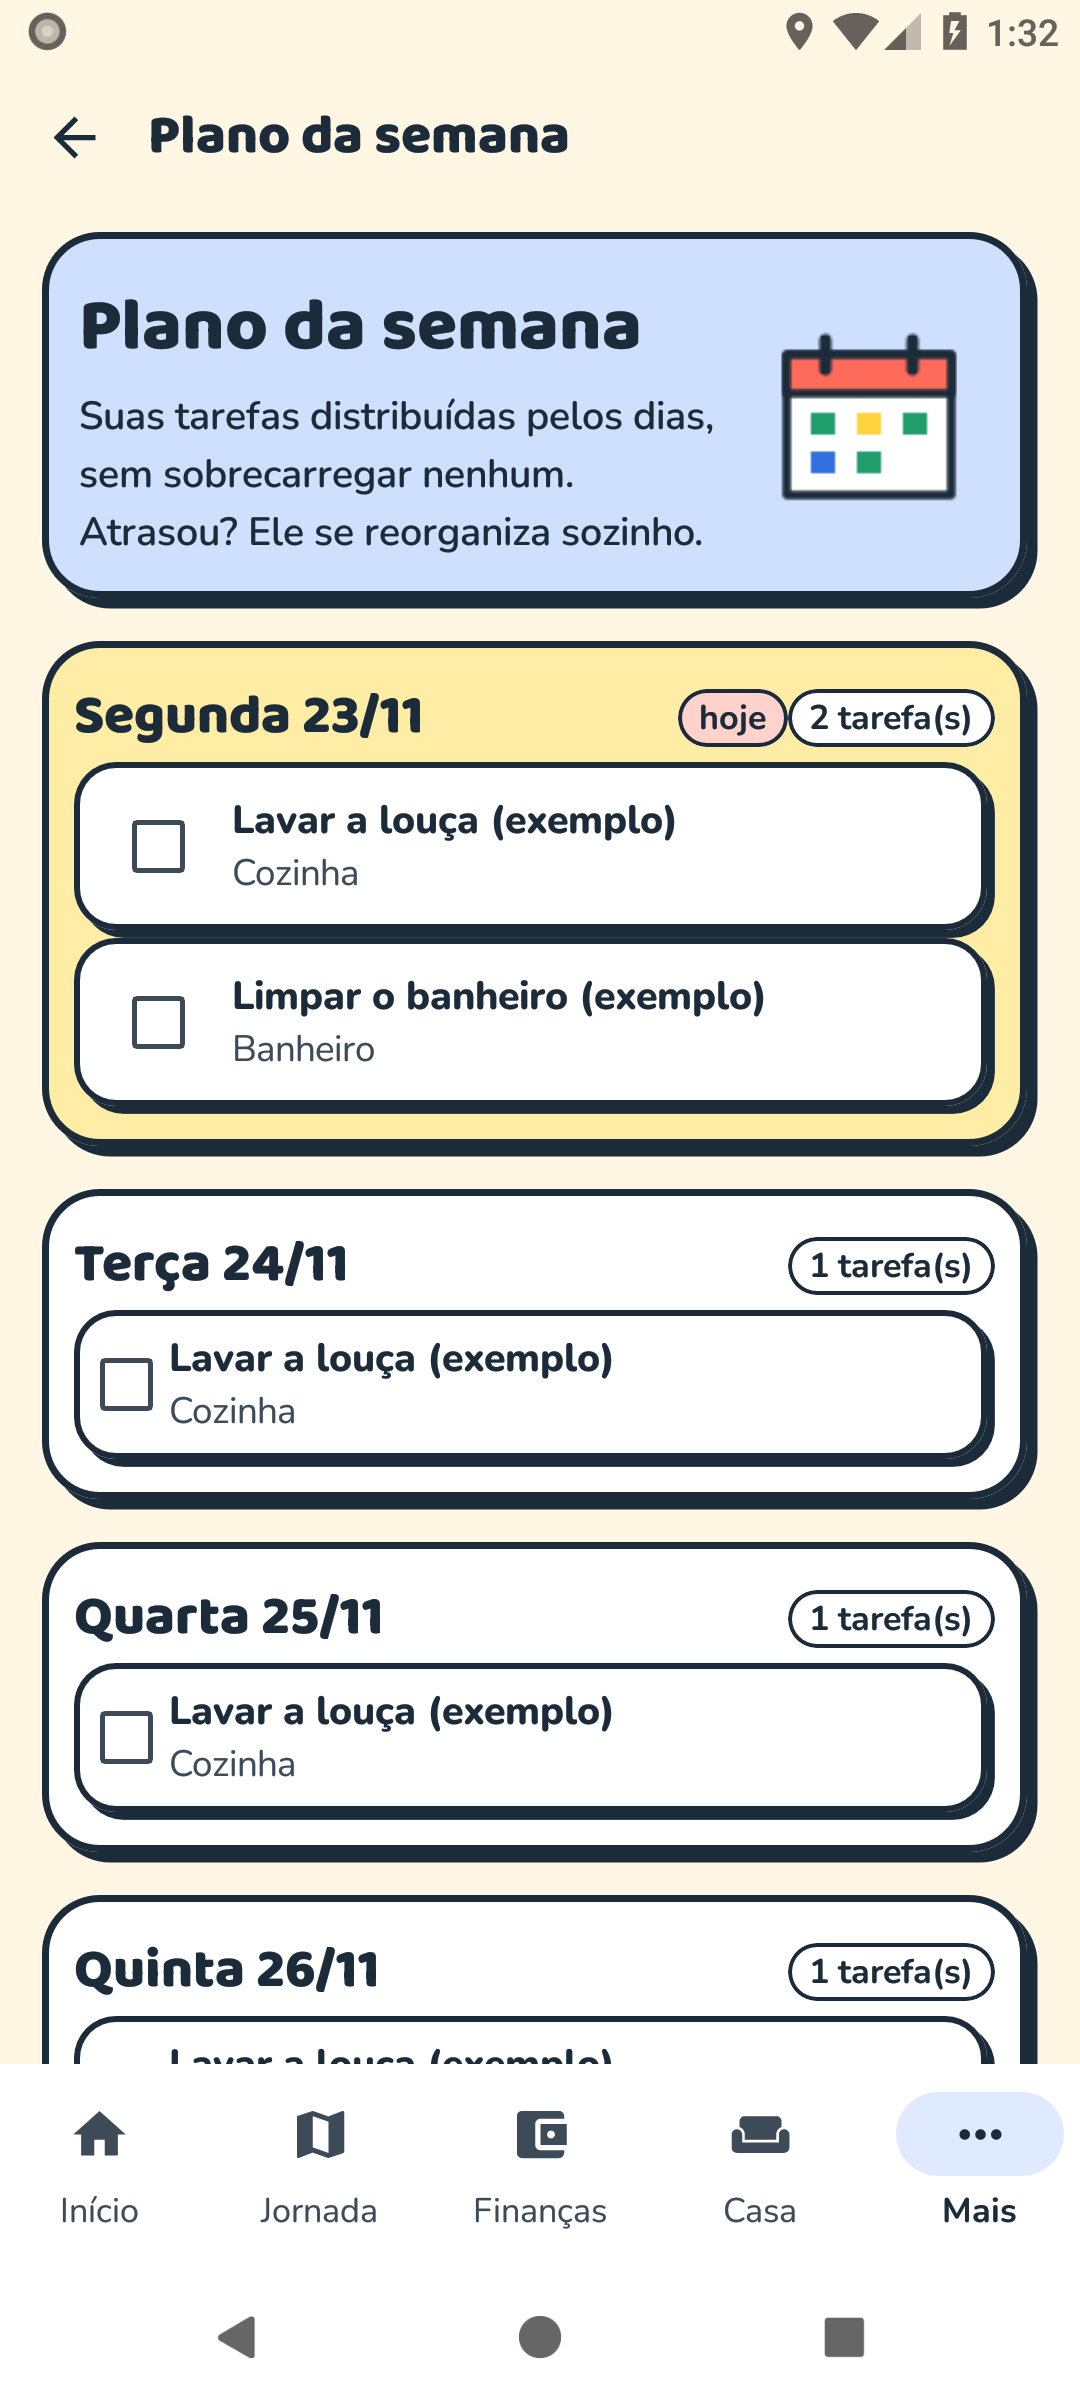 1:32
Plano da semana
Plano da semana
Suas tarefas distribuídas pelos dias,
sem sobrecarregar nenhum.
Atrasou? Ele se reorganiza sozinho.
Segunda 23/11
hoje
2 tarefa(s)
Lavar a louça (exemplo)
Cozinha
Limpar o banheiro (exemplo)
Banheiro
Terça 24/11
1 tarefa(s)
Lavar a louça (exemplo)
Cozinha
Quarta 25/11
1 tarefa(s)
Lavar a louça (exemplo)
Cozinha
Quinta 26/11
1 tarefa(s)
Lavar a louça (exemplo)
Início
Jornada
Finanças
Casa
Mais